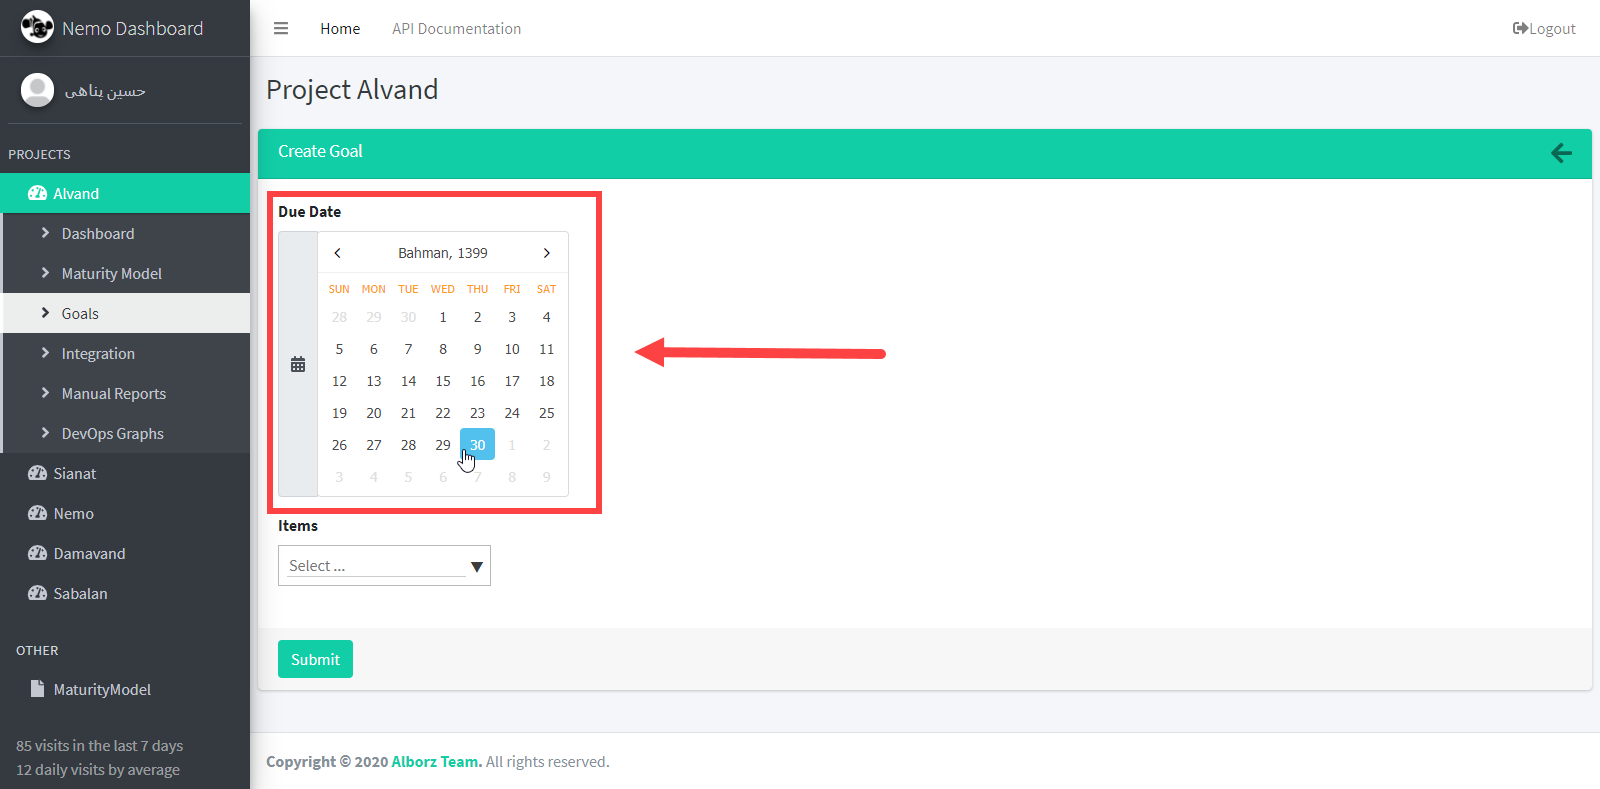 Nemo Dashboard
Home
API Documentation
Logout
حسین پناهی
Project Alvand
PROJECTS
Alvand
Dashboard
Maturity Model
Goals
Integration
Manual Reports
DevOps Graphs
Sianat
Nemo
Damavand
Sabalan
OTHER
MaturityModel
85 visits in the last 7 days
12 daily visits by average
Create Goal
Due Date
Bahman, 1399
SUN MON TUE WED THU FRI SAT
28 29 30 1 2 3 4
5 6 7 8 9 10 11
12 13 14 15 16 17 18
19 20 21 22 23 24 25
26 27 28 29 30 1 2
3 4 5 6 7 8 9
Items
Select ...
Submit
Copyright © 2020 Alborz Team. All rights reserved.